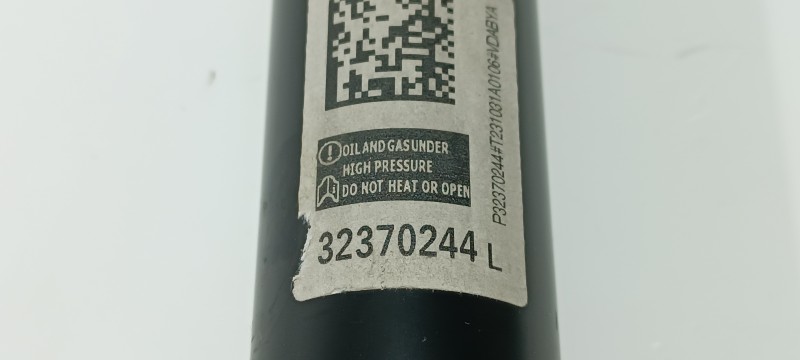 OIL AND GAS UNDER
HIGH PRESSURE
DO NOT HEAT OR OPEN
32370244 L
P32370244#T231031A0106#VDABYA